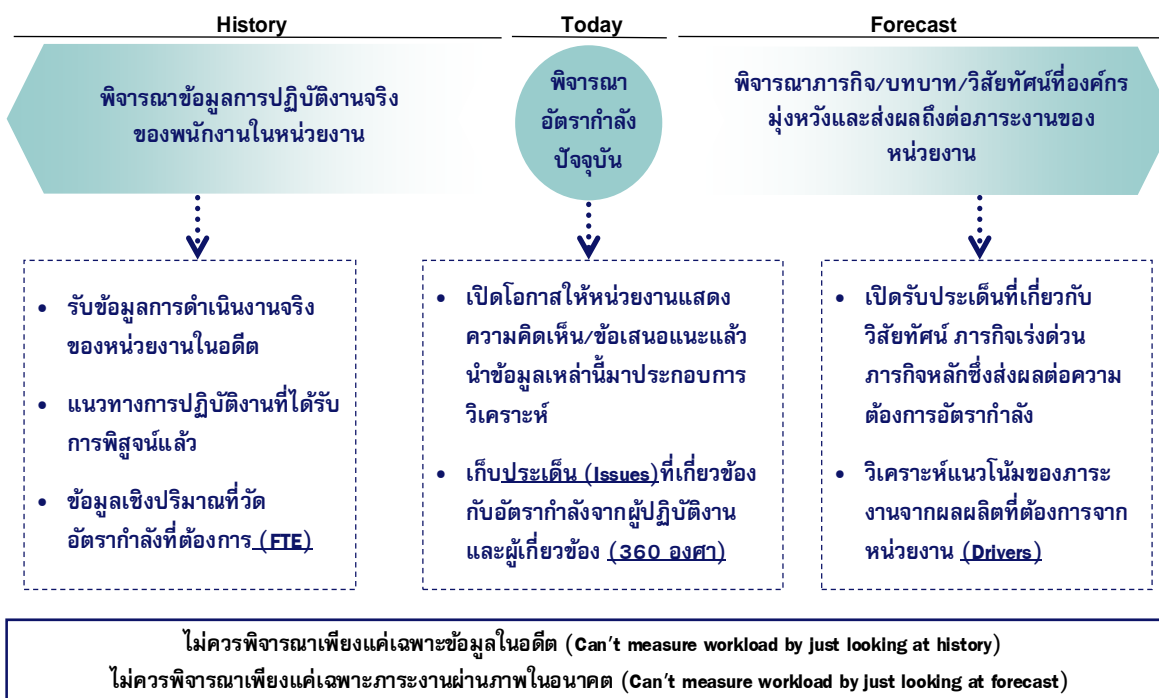 History
Today
Forecast
พิจารณาข้อมูลการปฏิบัติงานจริง
ของพนักงานในหน่วยงาน
พิจารณา
อัตรากำลัง
ปัจจุบัน
พิจารณาภารกิจ/บทบาท/วิสัยทัศน์ที่องค์กร
มุ่งหวังและส่งผลถึงต่อภาระงานของ
หน่วยงาน
• รับข้อมูลการดำเนินงานจริง
ของหน่วยงานในอดีต
• แนวทางการปฏิบัติงานที่ได้รับ
การพิสูจน์แล้ว
• ข้อมูลเชิงปริมาณที่วัด
อัตรากำลังที่ต้องการ (FTE)
• เปิดโอกาสให้หน่วยงานแสดง
ความคิดเห็น/ข้อเสนอแนะแล้ว
นำข้อมูลเหล่านี้มาประกอบการ
วิเคราะห์
• เก็บประเด็น (Issues)ที่เกี่ยวข้อง
กับอัตรากำลังจากผู้ปฏิบัติงาน
และผู้เกี่ยวข้อง (360 องศา)
• เปิดรับประเด็นที่เกี่ยวกับ
วิสัยทัศน์ ภารกิจเร่งด่วน
ภารกิจหลักซึ่งส่งผลต่อความ
ต้องการอัตรากำลัง
• วิเคราะห์แนวโน้มของภาระ
งานจากผลผลิตที่ต้องการจาก
หน่วยงาน (Drivers)
ไม่ควรพิจารณาเพียงแค่เฉพาะข้อมูลในอดีต (Can't measure workload by just looking at history)
ไม่ควรพิจารณาเพียงแค่เฉพาะภาระงานผ่านภาพในอนาคต (Can't measure workload by just looking at forecast)